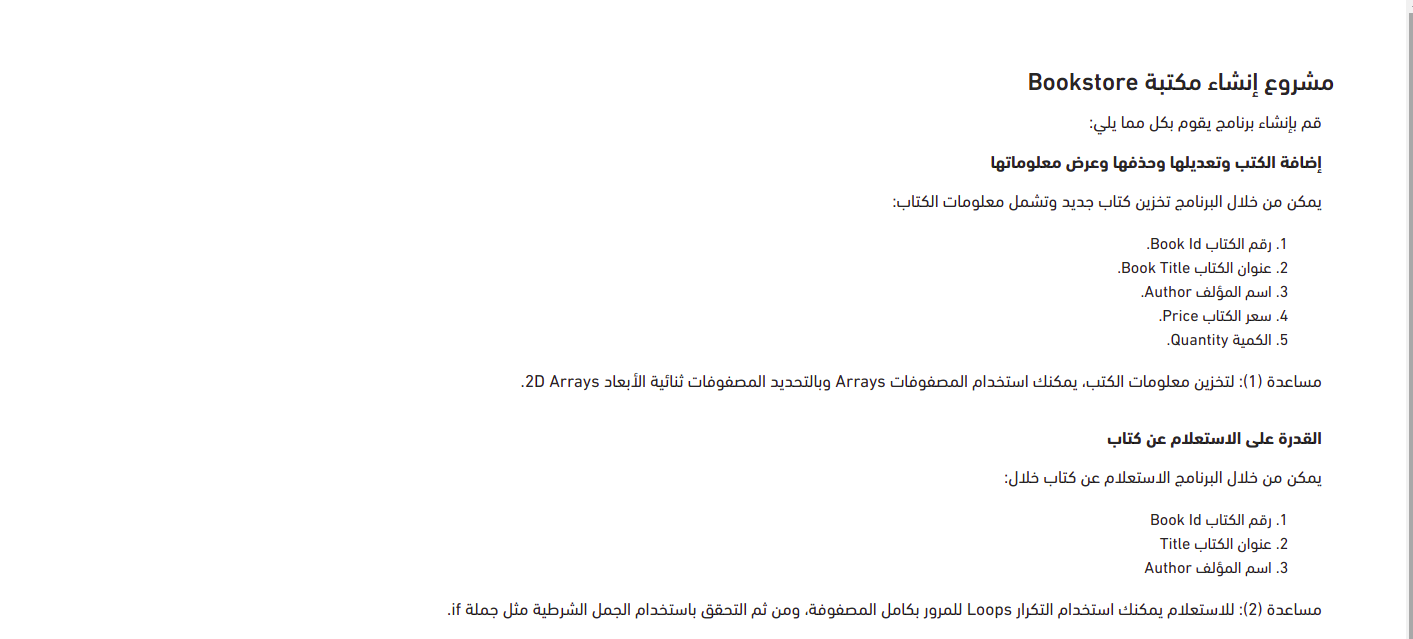 مشروع إنشاء مكتبة Bookstore
قم بإنشاء برنامج يقوم بكل مما يلي:
إضافة الكتب وتعديلها وحذفها وعرض معلوماتها
يمكن من خلال البرنامج تخزين كتاب جديد وتشمل معلومات الكتاب:
1. رقم الكتاب Book Id.
2. عنوان الكتاب Book Title.
3. اسم المؤلف Author.
4. سعر الكتاب Price.
5. الكمية Quantity.
مساعدة (1): لتخزين معلومات الكتب، يمكنك استخدام المصفوفات Arrays وبالتحديد المصفوفات ثنائية الأبعاد 2D Arrays.
القدرة على الاستعلام عن كتاب
يمكن من خلال البرنامج الاستعلام عن كتاب خلال:
1. رقم الكتاب Book Id
2. عنوان الكتاب Title
3. اسم المؤلف Author
مساعدة (2): للاستعلام يمكنك استخدام التكرار Loops للمرور بكامل المصفوفة، ومن ثم التحقق باستخدام الجمل الشرطية مثل جملة if.